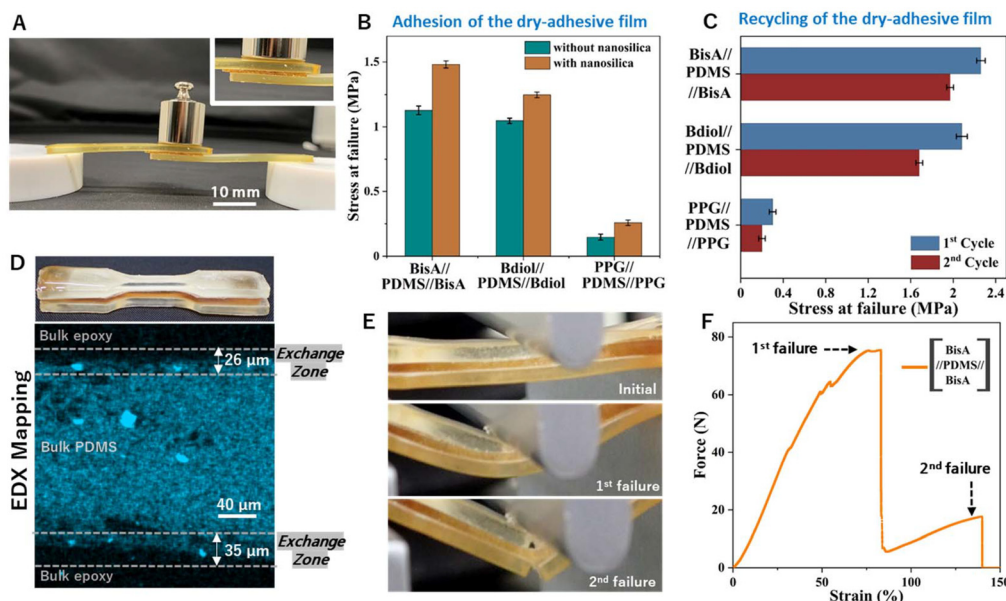 A
10 mm
B
Adhesion of the dry-adhesive film
without nanosilica
with nanosilica
Stress at failure (MPa)
1.5
1
0.5
0
BisA//
PDMS//BisA
Bdiol//
PDMS//Bdiol
PPG//
PDMS//PPG
C
Recycling of the dry-adhesive film
BisA//
PDMS
//BisA
Bdiol//
PDMS
//Bdiol
PPG//
PDMS
//PPG
1st Cycle
2nd Cycle
0 0.6 1.2 1.8 2.4
Stress at failure (MPa)
D
EDX Mapping
Bulk epoxy
26 μm
Exchange
Zone
Bulk PDMS
40 μm
35 μm
Exchange
Zone
Bulk epoxy
E
Initial
1st failure
2nd failure
F
Force (N)
80
60
40
20
0
1st failure
BisA
//PDMS//
BisA
2nd failure
0 50 100 150
Strain (%)